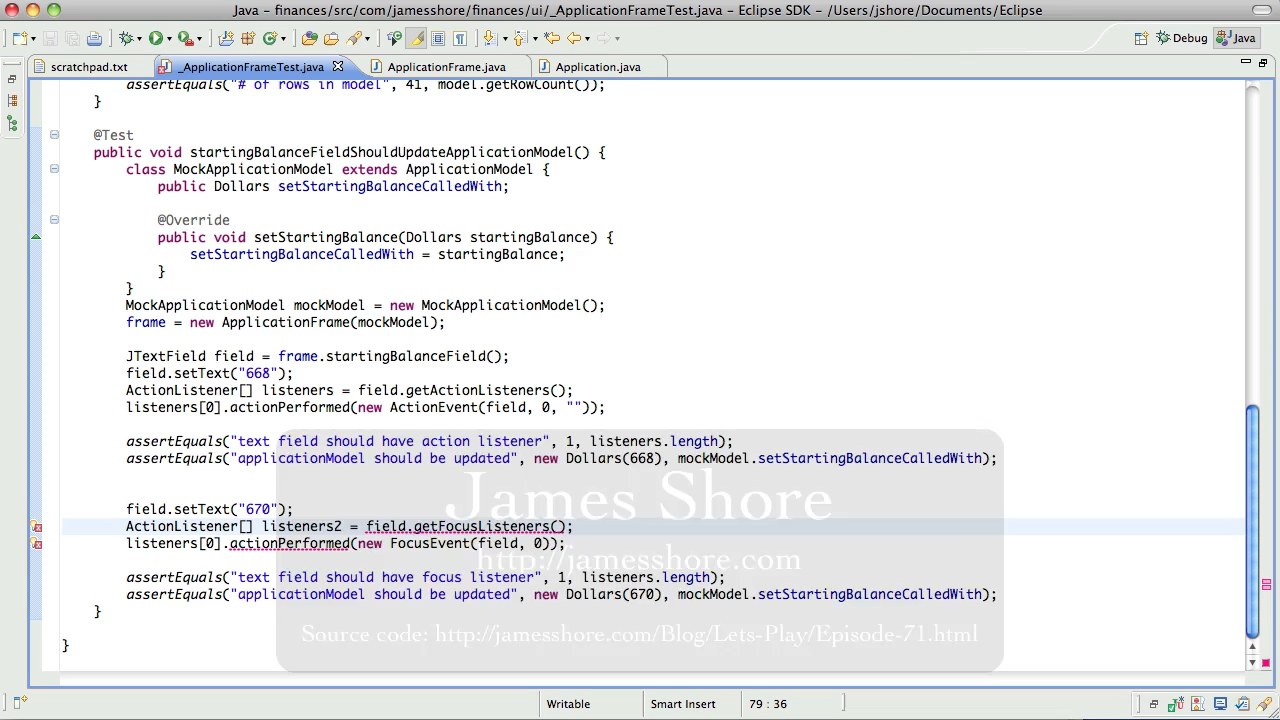 Java – finances/src/com/jamesshore/finances/ui/_ApplicationFrameTest.java – Eclipse SDK – /Users/jshore/Documents/Eclipse
Debug Java
scratchpad.txt _ApplicationFrameTest.java ApplicationFrame.java Application.java
assertEquals("# of rows in model", 41, model.getRowCount());
}
@Test
public void startingBalanceFieldShouldUpdateApplicationModel() {
class MockApplicationModel extends ApplicationModel {
public Dollars setStartingBalanceCalledWith;
@Override
public void setStartingBalance(Dollars startingBalance) {
setStartingBalanceCalledWith = startingBalance;
}
}
MockApplicationModel mockModel = new MockApplicationModel();
frame = new ApplicationFrame(mockModel);
JTextField field = frame.startingBalanceField();
field.setText("668");
ActionListener[] listeners = field.getActionListeners();
listeners[0].actionPerformed(new ActionEvent(field, 0, ""));
assertEquals("text field should have action listener", 1, listeners.length);
assertEquals("applicationModel should be updated", new Dollars(668), mockModel.setStartingBalanceCalledWith);
James Shore
field.setText("670");
ActionListener[] listeners2 = field.getFocusListeners();
listeners[0].actionPerformed(new FocusEvent(field, 0));
http://jamesshore.com
assertEquals("text field should have focus listener", 1, listeners.length);
assertEquals("applicationModel should be updated", new Dollars(670), mockModel.setStartingBalanceCalledWith);
}
Source code: http://jamesshore.com/Blog/Lets-Play/Episode-71.html
}
Writable Smart Insert 79 : 36